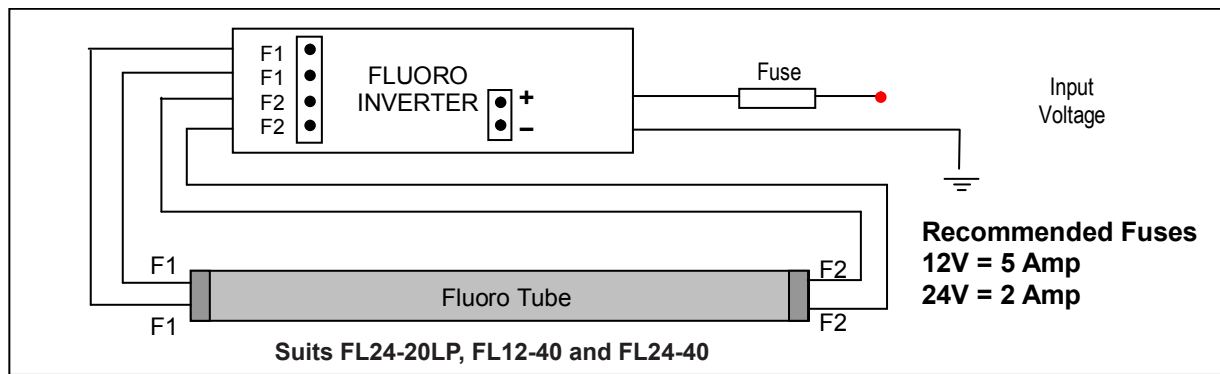 F1
F1
F2
F2
FLUORO
INVERTER
+
–
Fuse
Input
Voltage
Recommended Fuses
12V = 5 Amp
24V = 2 Amp
F1
F1
Fluoro Tube
F2
F2
Suits FL24-20LP, FL12-40 and FL24-40